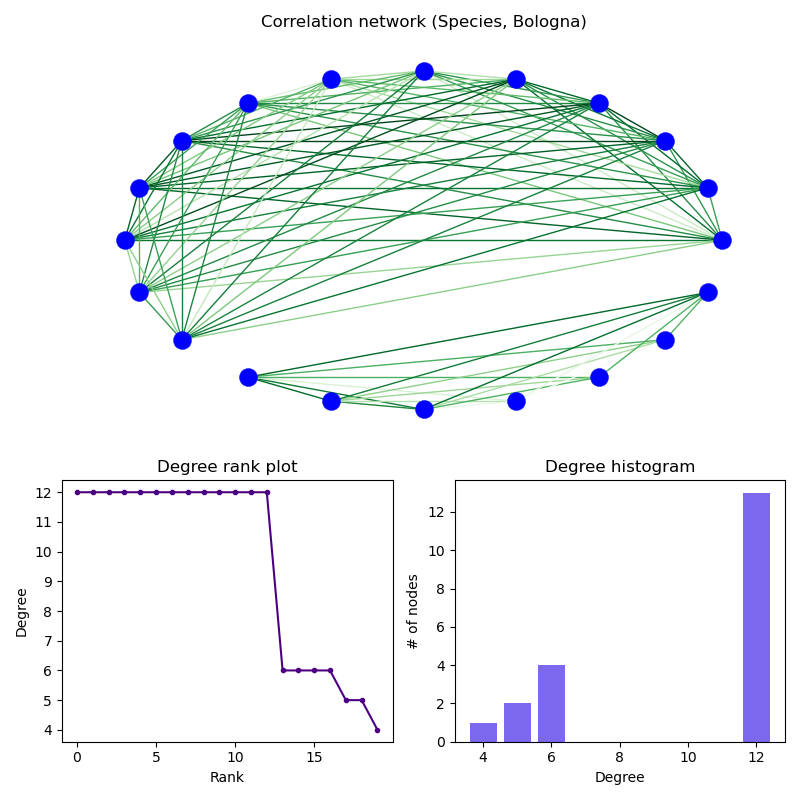 Correlation network (Species, Bologna)
Degree rank plot
Degree
12
11
10
9
8
7
6
5
4
0 5 10 15
Rank
Degree histogram
# of nodes
12
10
8
6
4
2
0
4 6 8 10 12
Degree